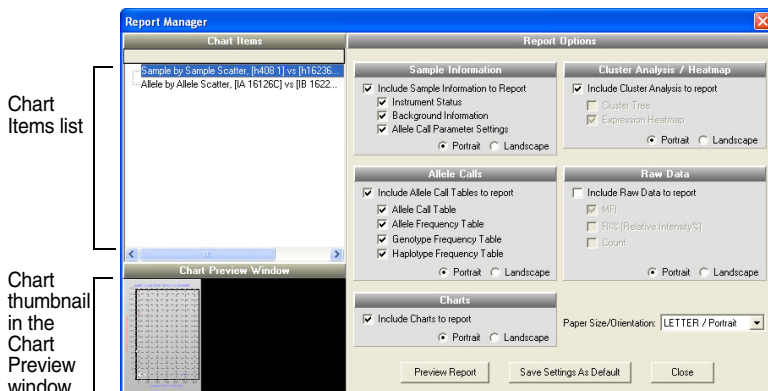 Report Manager
Chart Items
Report Options
Sample by Sample Scatter, [h408 1] vs [h16236...
Allele by Allele Scatter, [IA 16126C] vs [IB 1622...
Chart
Items list
Sample Information
Include Sample Information to Report
Instrument Status
Background Information
Allele Call Parameter Settings
Portrait Landscape
Cluster Analysis / Heatmap
Include Cluster Analysis to report
Cluster Tree
Expression Heatmap
Portrait Landscape
Allele Calls
Include Allele Call Tables to report
Allele Call Table
Allele Frequency Table
Genotype Frequency Table
Haplotype Frequency Table
Portrait Landscape
Raw Data
Include Raw Data to report
MFI
RI% (Relative Intensity%)
Count
Portrait Landscape
Chart Preview Window
Chart
thumbnail
in the
Chart
Preview
window
Charts
Include Charts to report
Portrait Landscape
Paper Size/Orientation: LETTER / Portrait
Preview Report
Save Settings As Default
Close